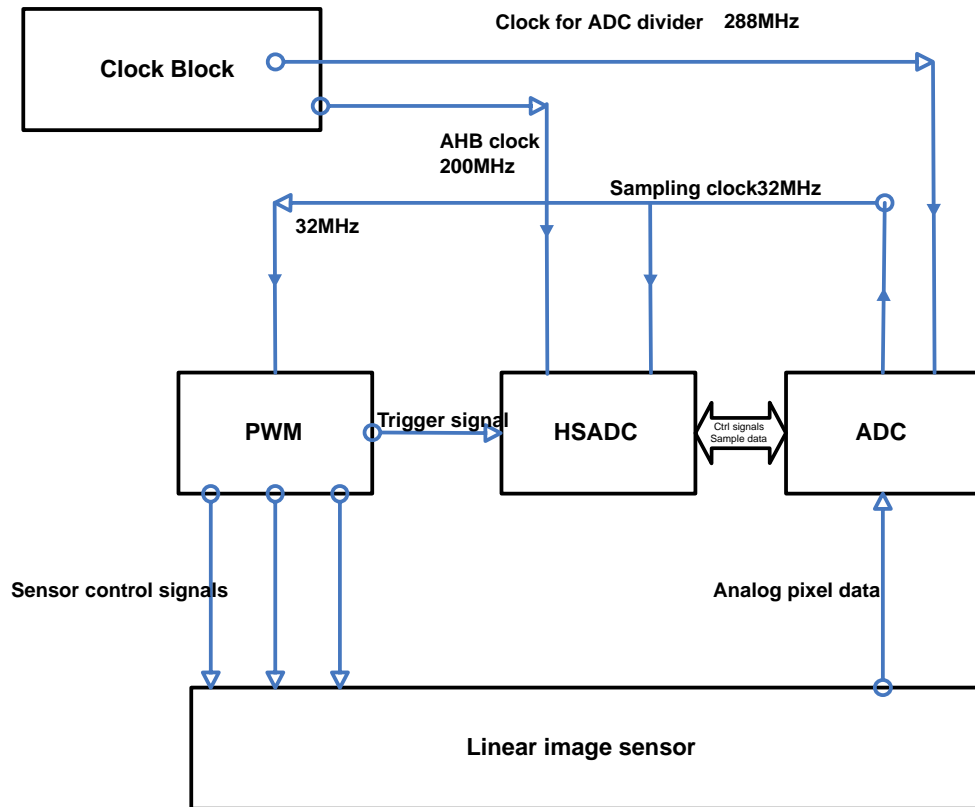 Clock for ADC divider 288MHz
Clock Block
AHB clock
200MHz
Sampling clock32MHz
32MHz
PWM
Trigger signal
HSADC
Ctrl signals
Sample data
ADC
Sensor control signals
Analog pixel data
Linear image sensor